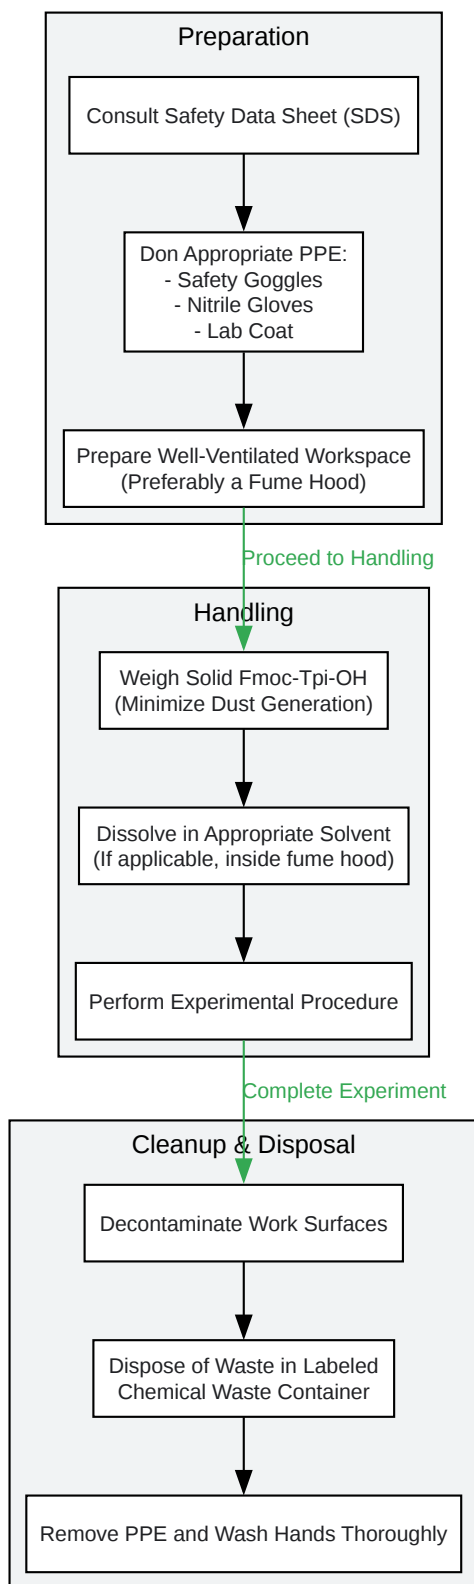 Preparation
Consult Safety Data Sheet (SDS)
Don Appropriate PPE:
- Safety Goggles
- Nitrile Gloves
- Lab Coat
Prepare Well-Ventilated Workspace
(Preferably a Fume Hood)
Proceed to Handling
Handling
Weigh Solid Fmoc-Tpi-OH
(Minimize Dust Generation)
Dissolve in Appropriate Solvent
(If applicable, inside fume hood)
Perform Experimental Procedure
Complete Experiment
Cleanup & Disposal
Decontaminate Work Surfaces
Dispose of Waste in Labeled
Chemical Waste Container
Remove PPE and Wash Hands Thoroughly